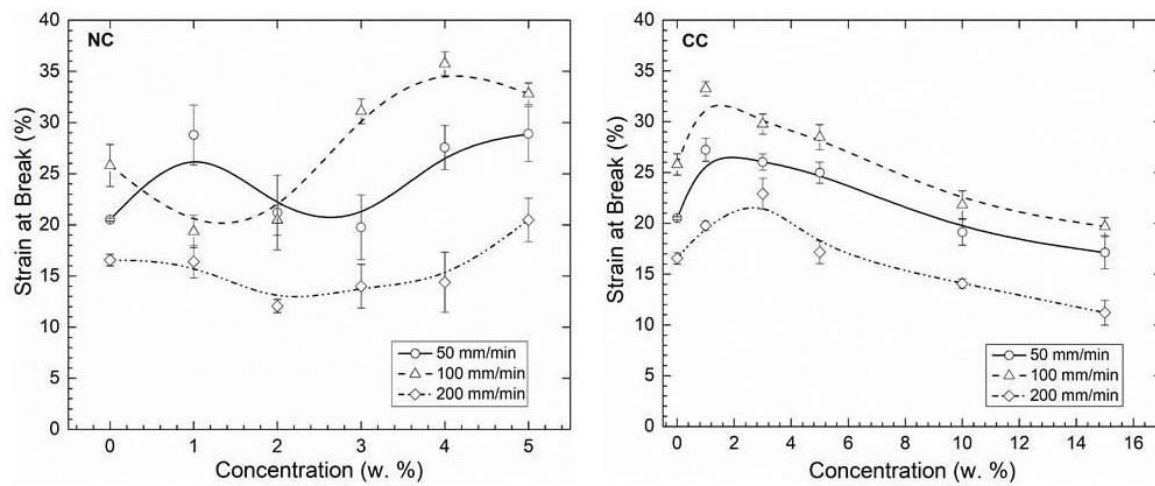 NC
Strain at Break (%)
40
35
30
25
20
15
10
5
0
50 mm/min
100 mm/min
200 mm/min
0 1 2 3 4 5
Concentration (w. %)
CC
Strain at Break (%)
40
35
30
25
20
15
10
5
0
50 mm/min
100 mm/min
200 mm/min
0 2 4 6 8 10 12 14 16
Concentration (w. %)